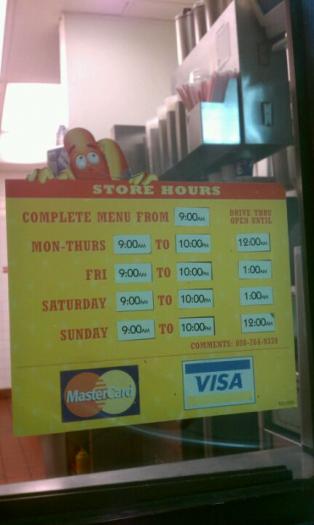 STORE HOURS
COMPLETE MENU FROM 9:00AM DRIVE THRU OPEN UNTIL
MON-THURS 9:00AM TO 10:00PM 12:00AM
FRI 9:00AM TO 10:00PM 1:00AM
SATURDAY 9:00AM TO 10:00PM 1:00AM
SUNDAY 9:00AM TO 10:00PM 12:00AM
COMMENTS:
MasterCard VISA